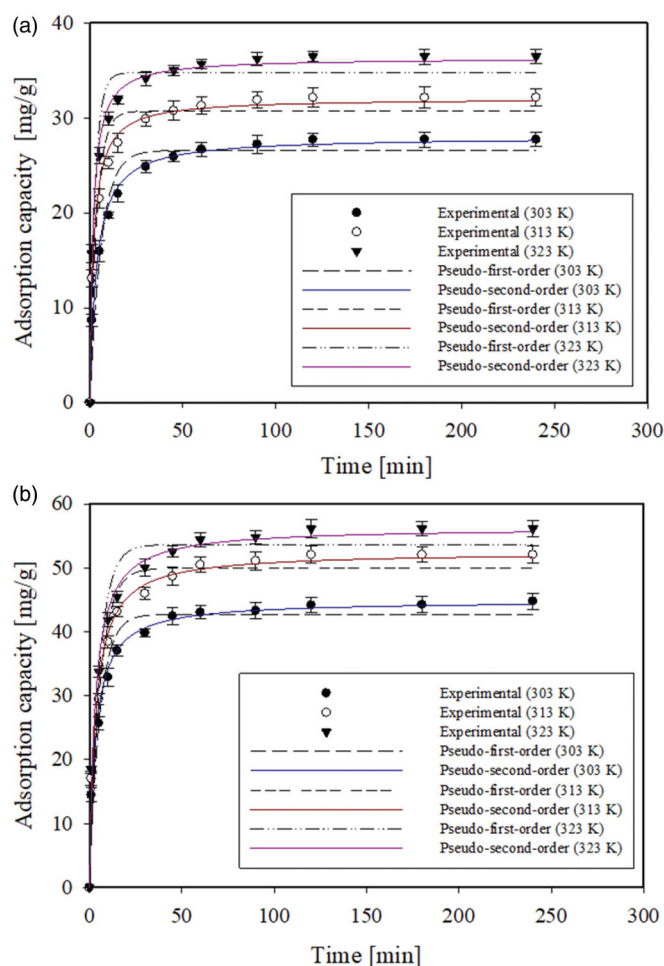 (a)
40
30
20
10
0
Adsorption capacity [mg/g]
Experimental (303 K)
Experimental (313 K)
Experimental (323 K)
Pseudo-first-order (303 K)
Pseudo-second-order (303 K)
Pseudo-first-order (313 K)
Pseudo-second-order (313 K)
Pseudo-first-order (323 K)
Pseudo-second-order (323 K)
0 50 100 150 200 250 300
Time [min]
(b)
60
50
40
30
20
10
0
Adsorption capacity [mg/g]
Experimental (303 K)
Experimental (313 K)
Experimental (323 K)
Pseudo-first-order (303 K)
Pseudo-second-order (303 K)
Pseudo-first-order (313 K)
Pseudo-second-order (313 K)
Pseudo-first-order (323 K)
Pseudo-second-order (323 K)
0 50 100 150 200 250 300
Time [min]